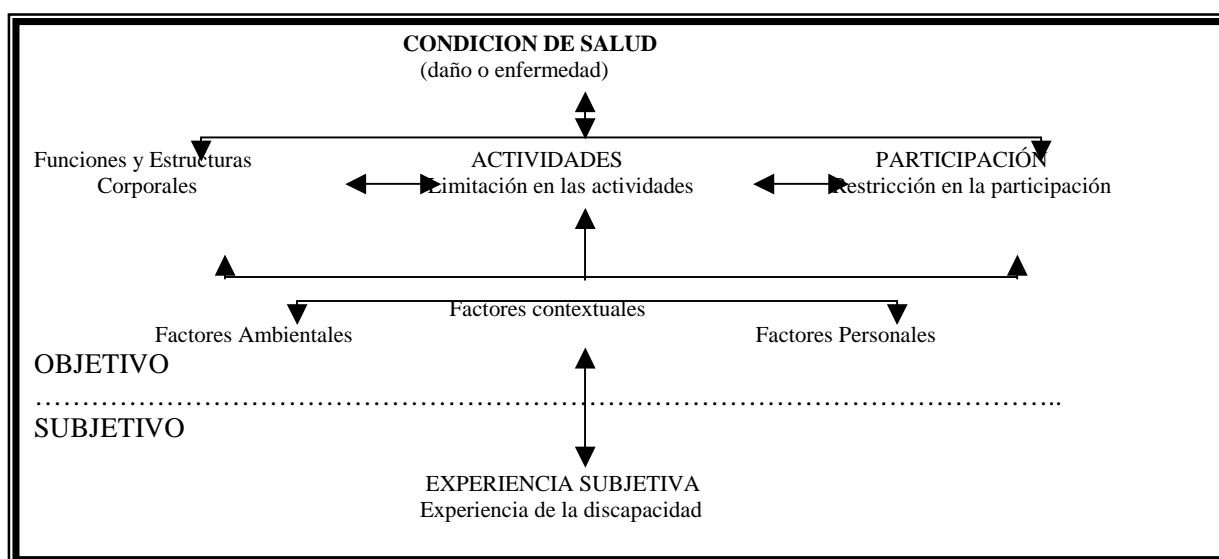 CONDICION DE SALUD
(daño o enfermedad)
Funciones y Estructuras
Corporales
ACTIVIDADES
Limitación en las actividades
PARTICIPACIÓN
Restricción en la participación
Factores contextuales
Factores Ambientales
Factores Personales
OBJETIVO
…………………………………………………………………………………………………..
SUBJETIVO
EXPERIENCIA SUBJETIVA
Experiencia de la discapacidad